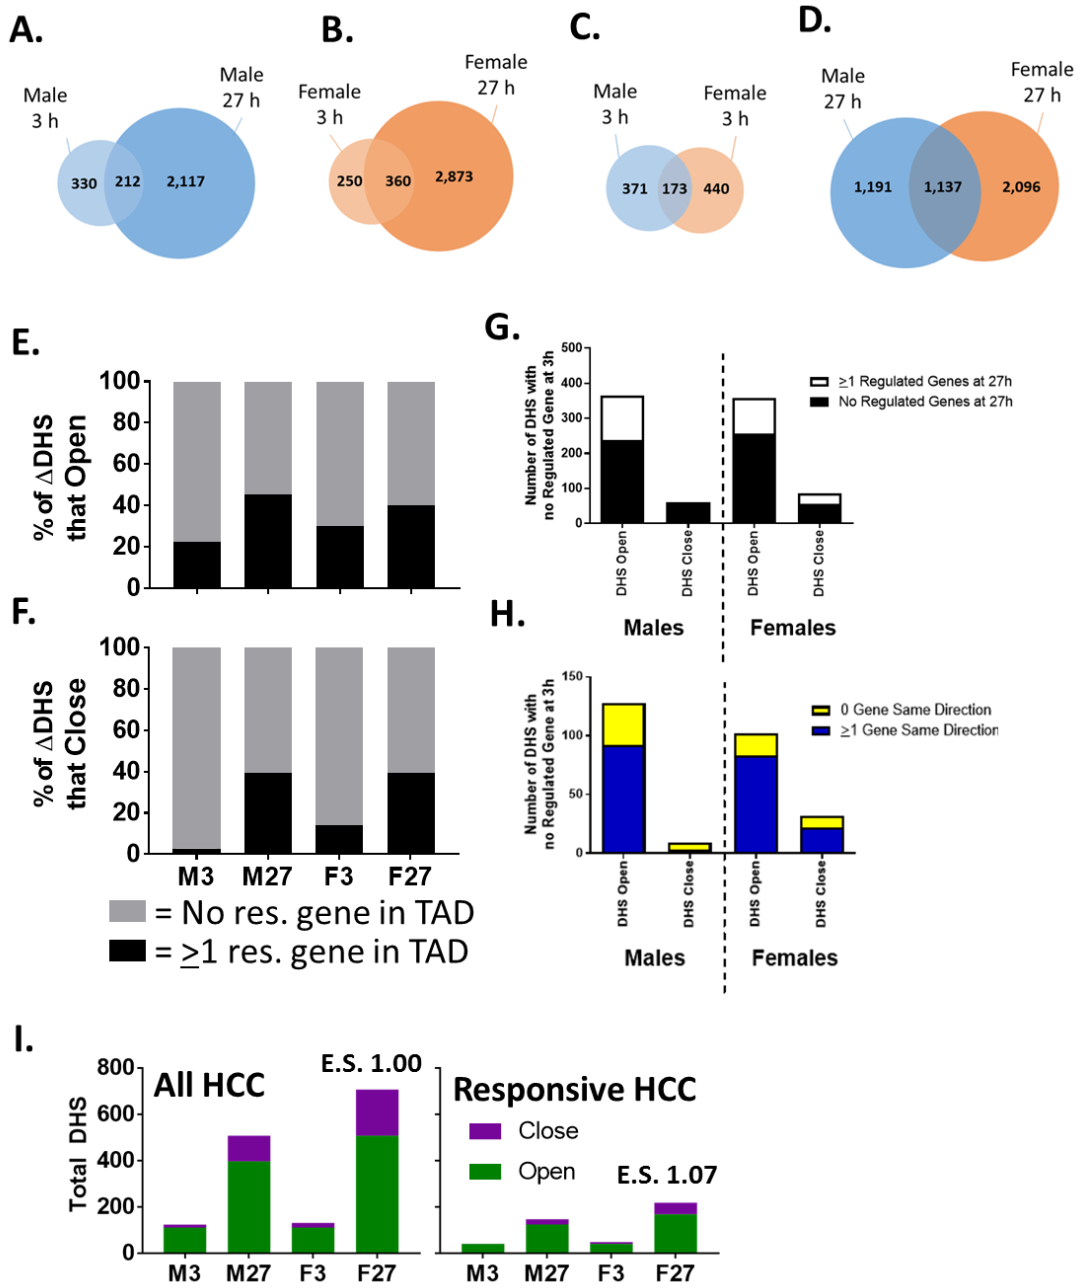 A.
Male
3 h
Male
27 h
330
212
2,117
B.
Female
3 h
Female
27 h
250
360
2,873
C.
Male
3 h
Female
3 h
371
173
440
D.
Male
27 h
Female
27 h
1,191
1,137
2,096
E.
% of ΔDHS
that Open
100
80
60
40
20
0
F.
% of ΔDHS
that Close
100
80
60
40
20
0
M3 M27 F3 F27
= No res. gene in TAD
= ≥1 res. gene in TAD
G.
Number of DHS with
no Regulated Gene at 3h
500
400
300
200
100
0
≥1 Regulated Genes at 27h
No Regulated Genes at 27h
DHS Open
DHS Close
DHS Open
DHS Close
Males
Females
H.
Number of DHS with
no Regulated Gene at 3h
150
100
50
0
0 Gene Same Direction
≥1 Gene Same Direction
DHS Open
DHS Close
DHS Open
DHS Close
Males
Females
I.
Total DHS
800
600
400
200
0
All HCC
E.S. 1.00
M3 M27 F3 F27
Responsive HCC
Close
Open
E.S. 1.07
M3 M27 F3 F27